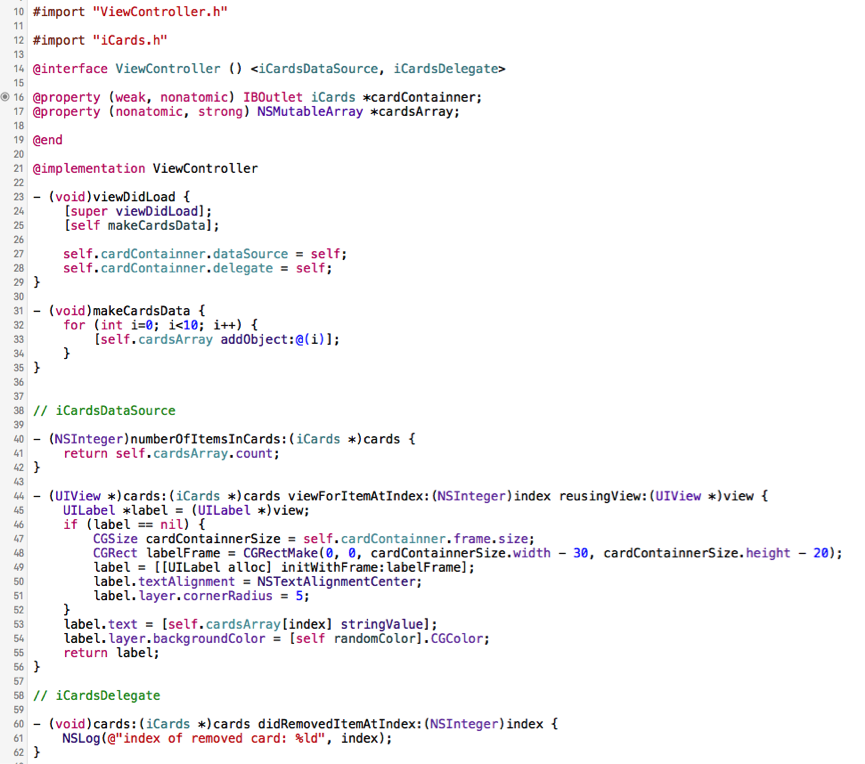 10 #import "ViewController.h"
11
12 #import "iCards.h"
13
14 @interface ViewController () <iCardsDataSource, iCardsDelegate>
15
16 @property (weak, nonatomic) IBOutlet iCards *cardContainner;
17 @property (nonatomic, strong) NSMutableArray *cardsArray;
18
19 @end
20
21 @implementation ViewController
22
23 - (void)viewDidLoad {
24     [super viewDidLoad];
25     [self makeCardsData];
26
27     self.cardContainner.dataSource = self;
28     self.cardContainner.delegate = self;
29 }
30
31 - (void)makeCardsData {
32     for (int i=0; i<10; i++) {
33         [self.cardsArray addObject:@(i)];
34     }
35 }
36
37
38 // iCardsDataSource
39
40 - (NSInteger)numberOfItemsInCards:(iCards *)cards {
41     return self.cardsArray.count;
42 }
43
44 - (UIView *)cards:(iCards *)cards viewForItemAtIndex:(NSInteger)index reusingView:(UIView *)view {
45     UILabel *label = (UILabel *)view;
46     if (label == nil) {
47         CGSize cardContainnerSize = self.cardContainner.frame.size;
48         CGRect labelFrame = CGRectMake(0, 0, cardContainnerSize.width - 30, cardContainnerSize.height - 20);
49         label = [[UILabel alloc] initWithFrame:labelFrame];
50         label.textAlignment = NSTextAlignmentCenter;
51         label.layer.cornerRadius = 5;
52     }
53     label.text = [self.cardsArray[index] stringValue];
54     label.layer.backgroundColor = [self randomColor].CGColor;
55     return label;
56 }
57
58 // iCardsDelegate
59
60 - (void)cards:(iCards *)cards didRemovedItemAtIndex:(NSInteger)index {
61     NSLog(@"index of removed card: %ld", index);
62 }